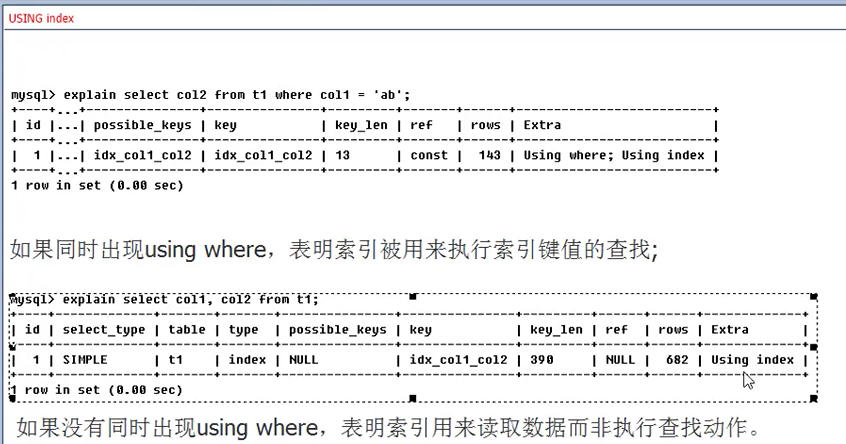 USING index
mysql> explain select col2 from t1 where col1 = 'ab';
+----+...+---------------+---------------+---------+-------+------+--------------------------+
| id |...| possible_keys | key | key_len | ref | rows | Extra |
+----+...+---------------+---------------+---------+-------+------+--------------------------+
| 1 |...| idx_col1_col2 | idx_col1_col2 | 13 | const | 143 | Using where; Using index |
+----+...+---------------+---------------+---------+-------+------+--------------------------+
1 row in set (0.00 sec)
如果同时出现using where，表明索引被用来执行索引键值的查找;
mysql> explain select col1, col2 from t1;
+----+-------------+-------+-------+---------------+---------------+---------+------+------+-------------+
| id | select_type | table | type | possible_keys | key | key_len | ref | rows | Extra |
+----+-------------+-------+-------+---------------+---------------+---------+------+------+-------------+
| 1 | SIMPLE | t1 | index | NULL | idx_col1_col2 | 390 | NULL | 682 | Using index |
+----+-------------+-------+-------+---------------+---------------+---------+------+------+-------------+
1 row in set (0.00 sec)
如果没有同时出现using where，表明索引用来读取数据而非执行查找动作。